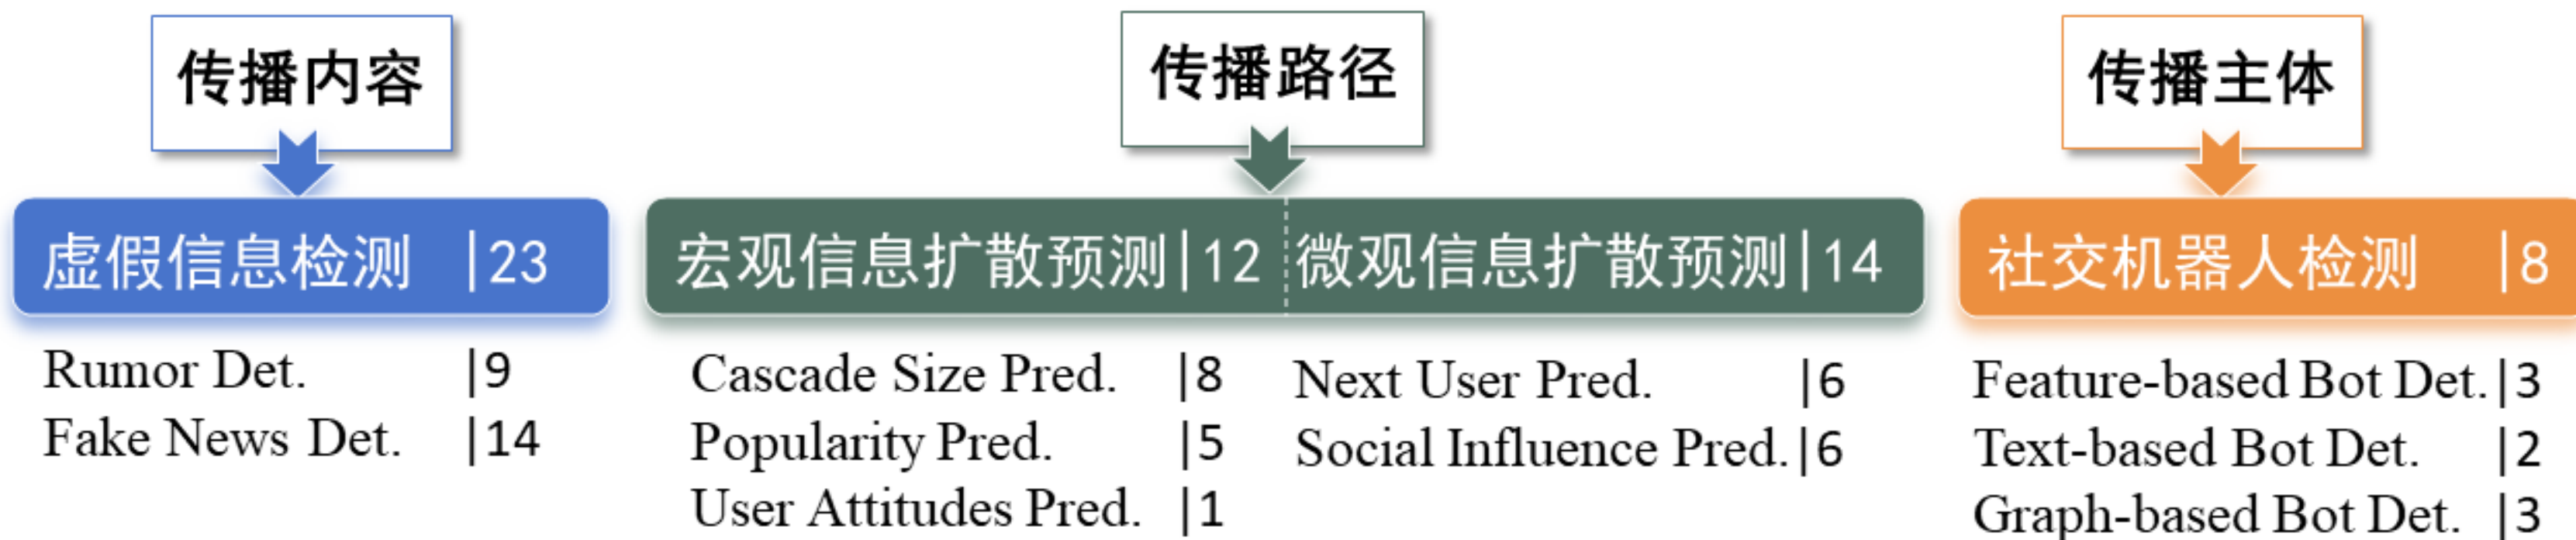 传播内容
传播路径
传播主体
虚假信息检测 |23
宏观信息扩散预测|12
微观信息扩散预测|14
社交机器人检测 |8
Rumor Det. |9
Fake News Det. |14
Cascade Size Pred. |8
Popularity Pred. |5
User Attitudes Pred. |1
Next User Pred. |6
Social Influence Pred.|6
Feature-based Bot Det.|3
Text-based Bot Det. |2
Graph-based Bot Det. |3